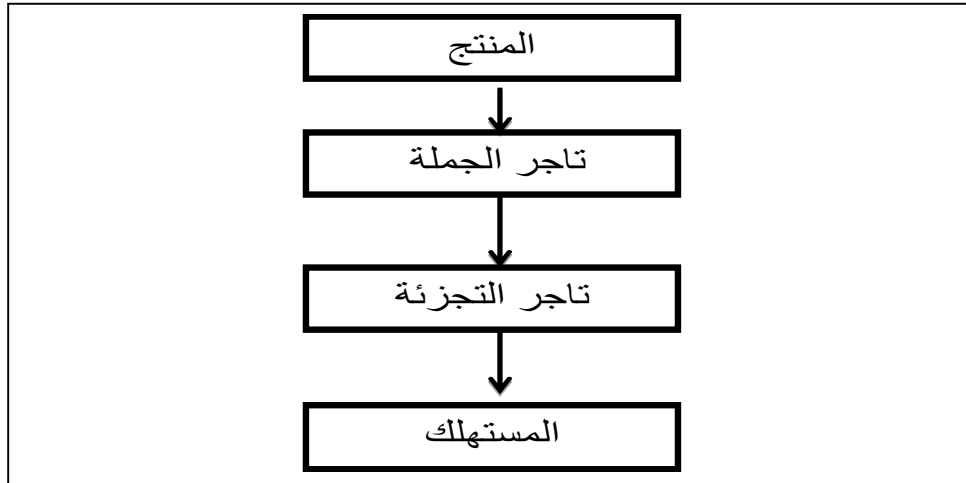 المنتج
تاجر الجملة
تاجر التجزئة
المستهلك